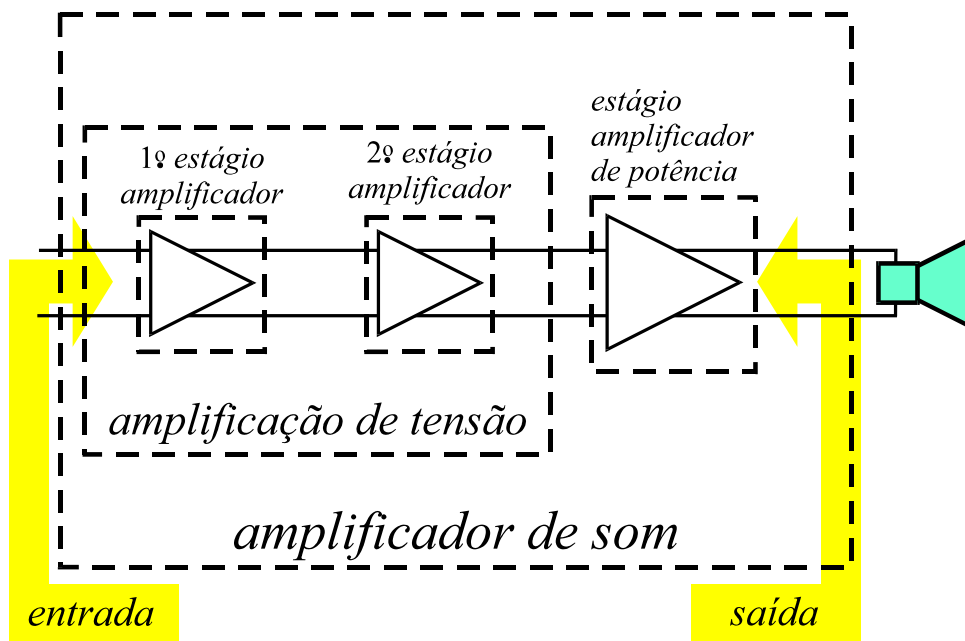 estágio
amplificador
de potência
1º estágio
amplificador
2º estágio
amplificador
amplificação de tensão
amplificador de som
entrada
saída